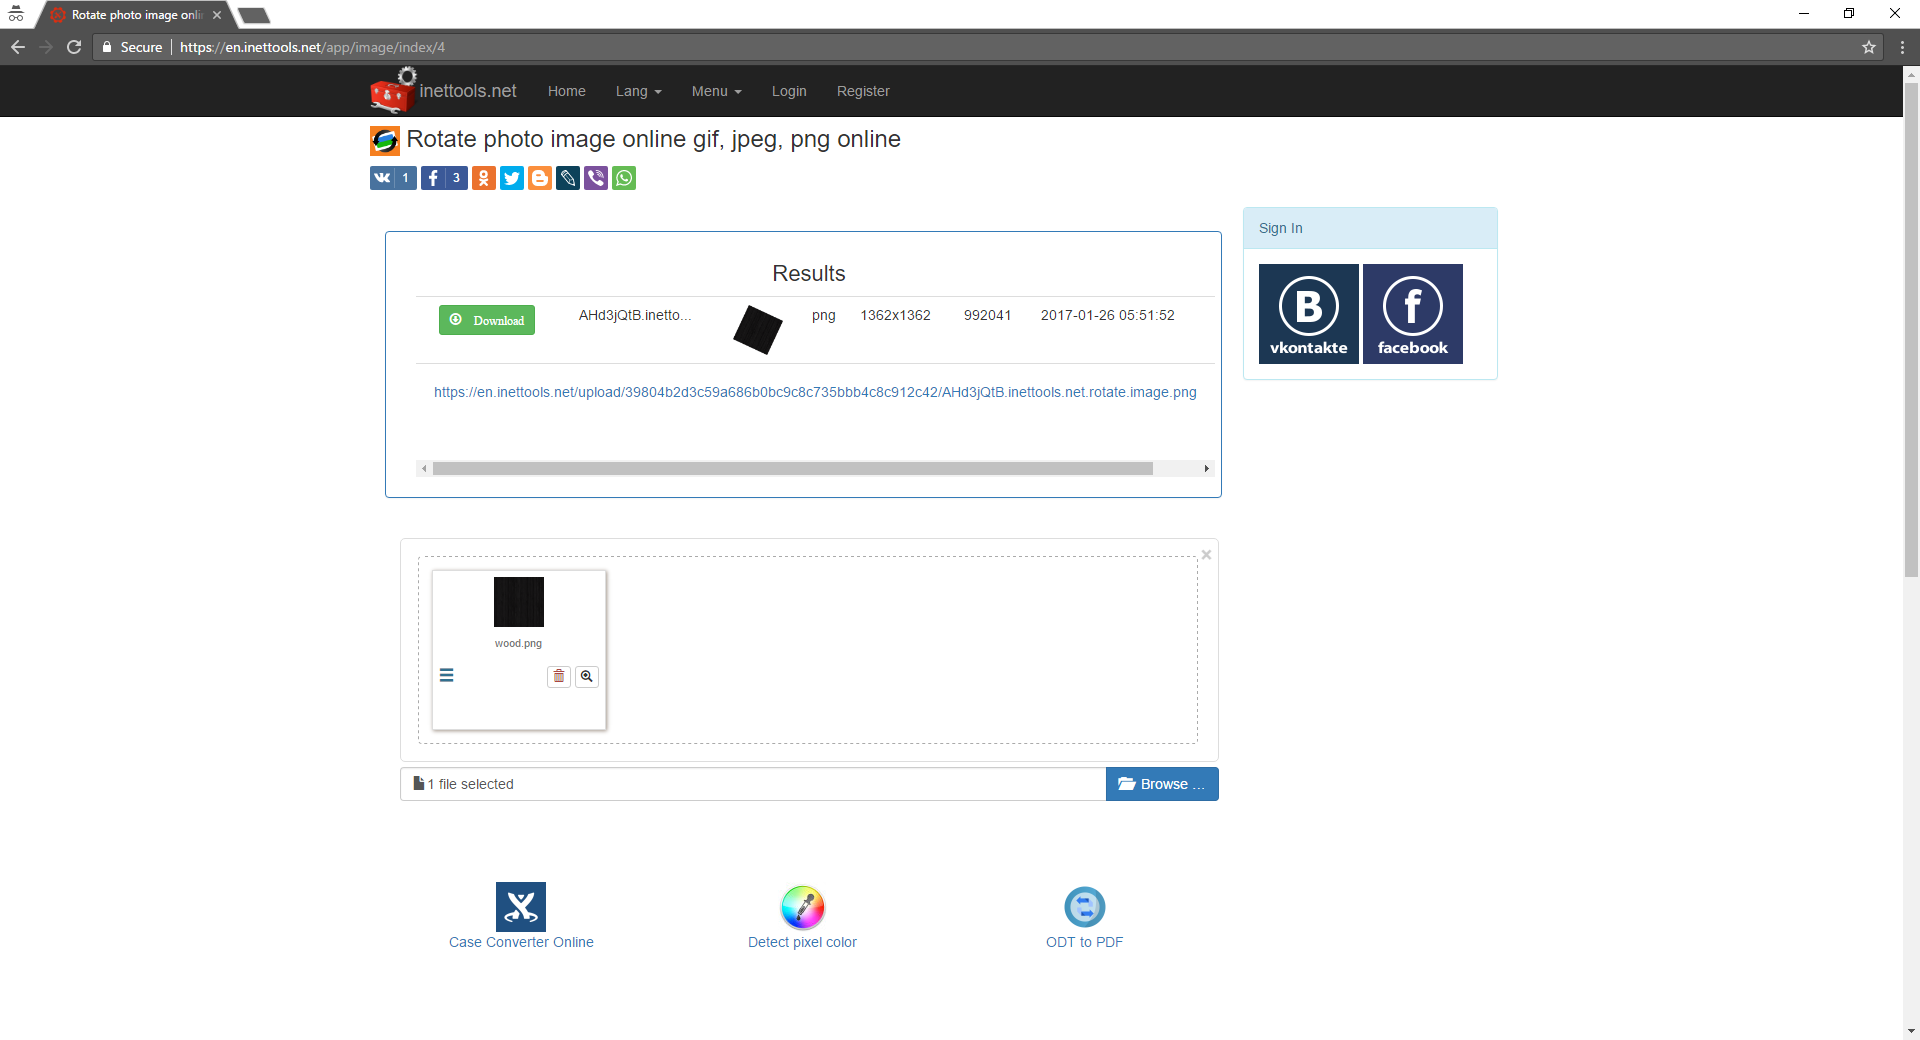 Rotate photo image onli
Secure
https://en.inettools.net/app/image/index/4
inettools.net Home Lang Menu Login Register
Rotate photo image online gif, jpeg, png online
1 3
Sign In
vkontakte facebook
Results
Download AHd3jQtB.inetto... png 1362x1362 992041 2017-01-26 05:51:52
https://en.inettools.net/upload/39804b2d3c59a686b0bc9c8c735bbb4c8c912c42/AHd3jQtB.inettools.net.rotate.image.png
wood.png
1 file selected
Browse ...
Case Converter Online Detect pixel color ODT to PDF